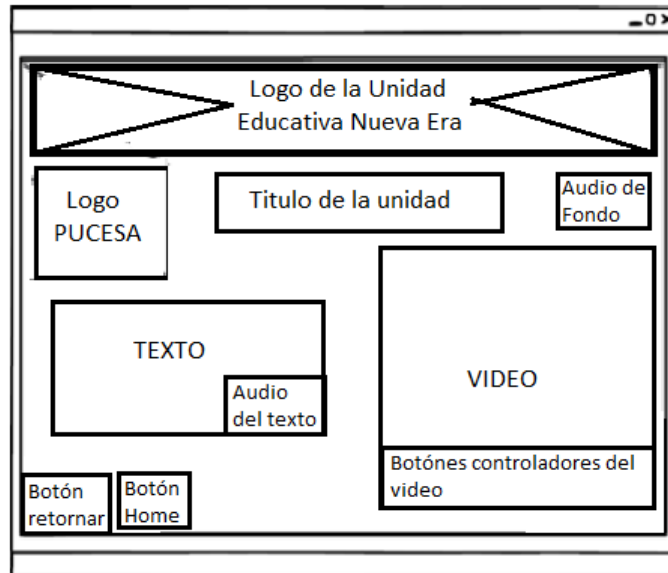 Logo de la Unidad
Educativa Nueva Era
Logo
PUCESA
Titulo de la unidad
Audio de
Fondo
TEXTO
Audio
del texto
VIDEO
Botónes controladores del
video
Botón
retornar
Botón
Home